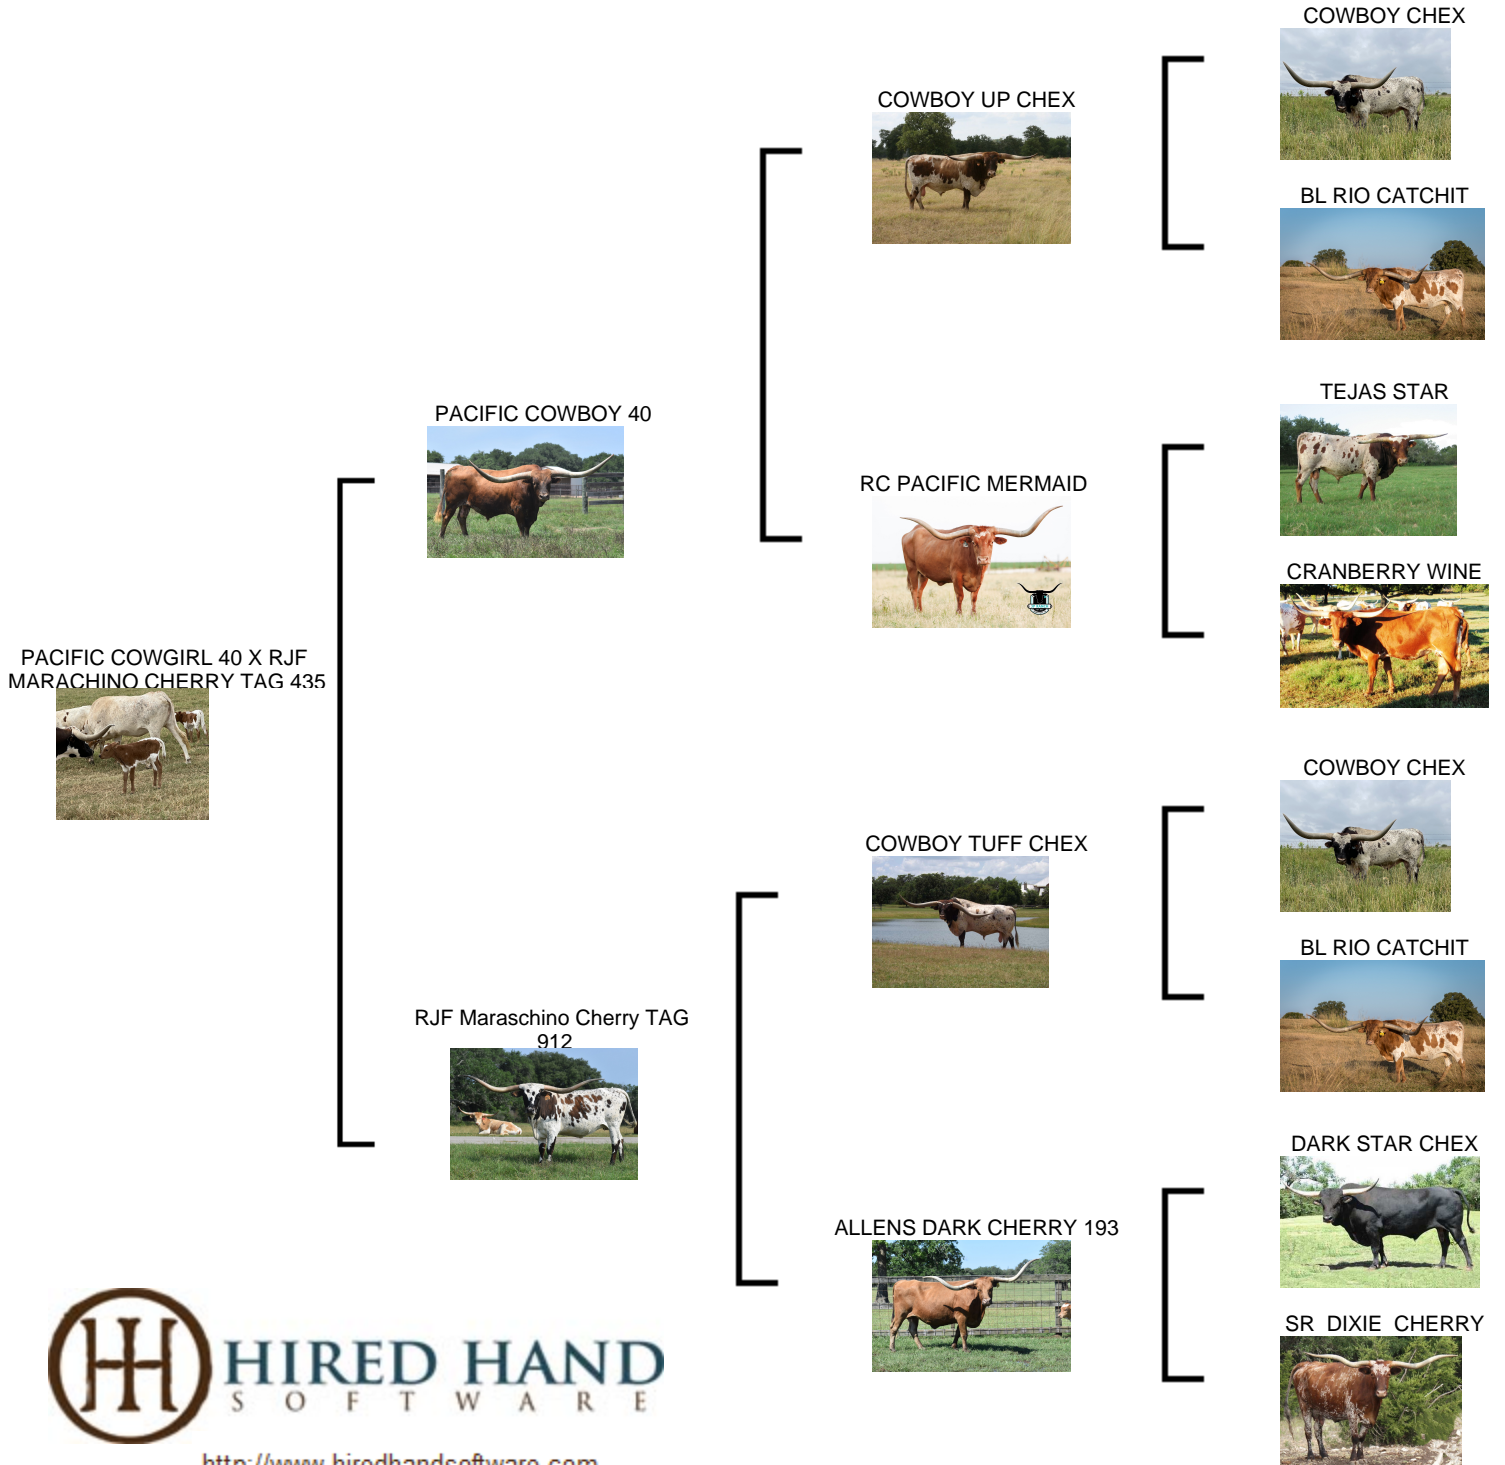 COWBOY CHEX
COWBOY UP CHEX
BL RIO CATCHIT
TEJAS STAR
PACIFIC COWBOY 40
RC PACIFIC MERMAID
CRANBERRY WINE
PACIFIC COWGIRL 40 X RJF
MARACHINO CHERRY TAG 435
COWBOY CHEX
COWBOY TUFF CHEX
BL RIO CATCHIT
RJF Maraschino Cherry TAG
912
DARK STAR CHEX
ALLENS DARK CHERRY 193
SR DIXIE CHERRY
HIRED HAND
SOFTWARE
http://www.hiredhandsoftware.com